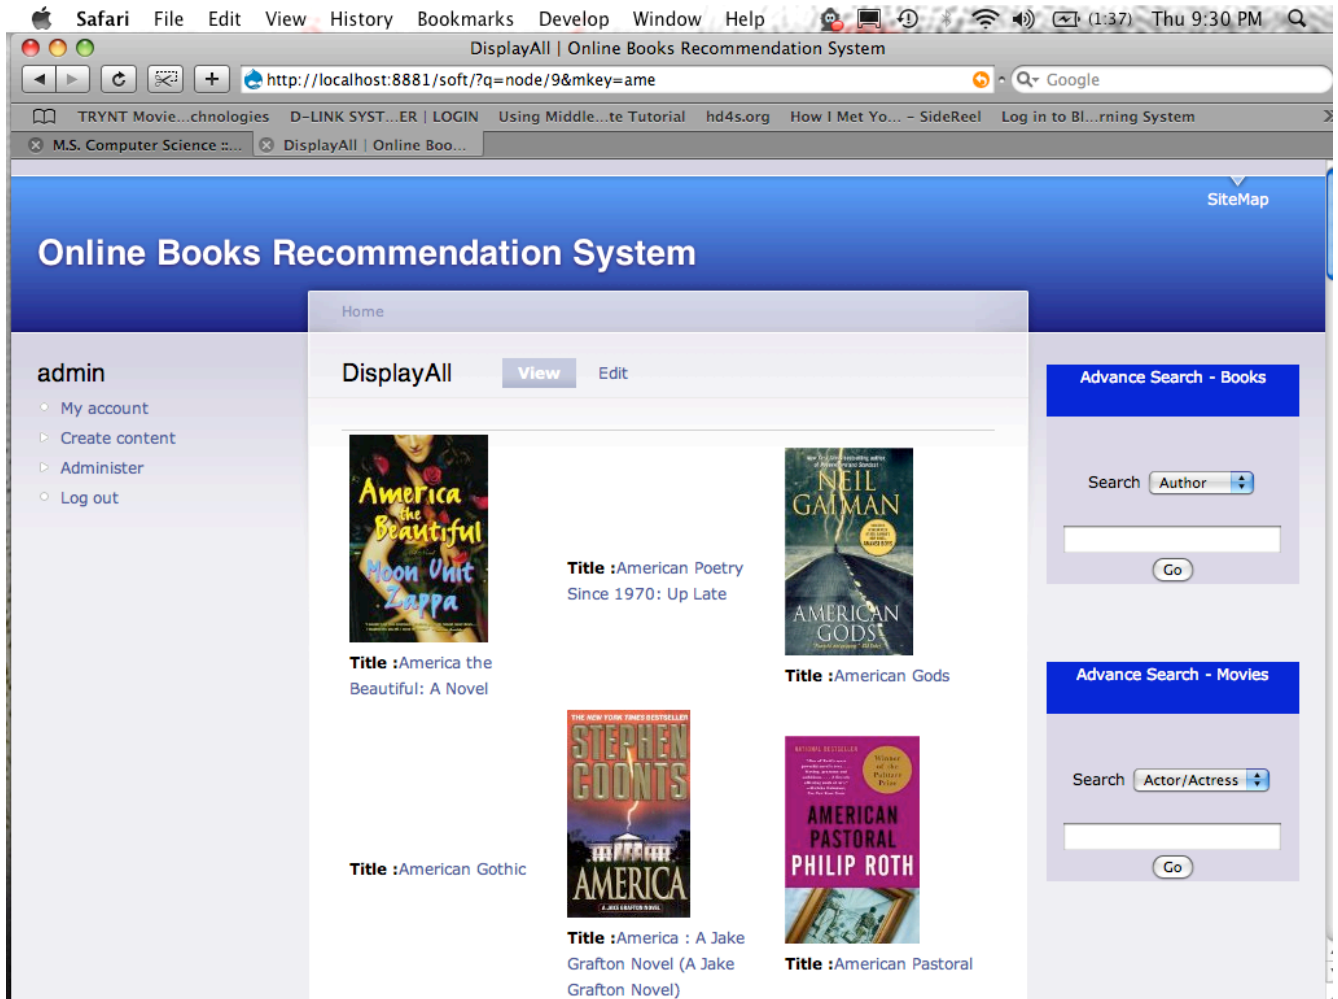 Safari File Edit View History Bookmarks Develop Window Help (1:37) Thu 9:30 PM
DisplayAll | Online Books Recommendation System
http://localhost:8881/soft/?q=node/9&mkey=ame
Google
TRYNT Movie...chnologies D-LINK SYST...ER | LOGIN Using Middle...te Tutorial hd4s.org How I Met Yo... – SideReel Log in to Bl...rning System
M.S. Computer Science ::... DisplayAll | Online Boo...
SiteMap
Online Books Recommendation System
Home
admin
My account
Create content
Administer
Log out
DisplayAll View Edit
America
the
Beautiful
Moon Unit
Zappa
Title :America the
Beautiful: A Novel
Title :American Poetry
Since 1970: Up Late
NEIL
GAIMAN
AMERICAN
GODS
Title :American Gods
Title :American Gothic
THE NEW YORK TIMES BESTSELLER
STEPHEN
COONTS
AMERICA
A JAKE GRAFTON NOVEL
Title :America : A Jake
Grafton Novel (A Jake
Grafton Novel)
NATIONAL BESTSELLER
Winner
of the
Pulitzer
Prize
AMERICAN
PASTORAL
PHILIP ROTH
Title :American Pastoral
Advance Search - Books
Search Author
Go
Advance Search - Movies
Search Actor/Actress
Go